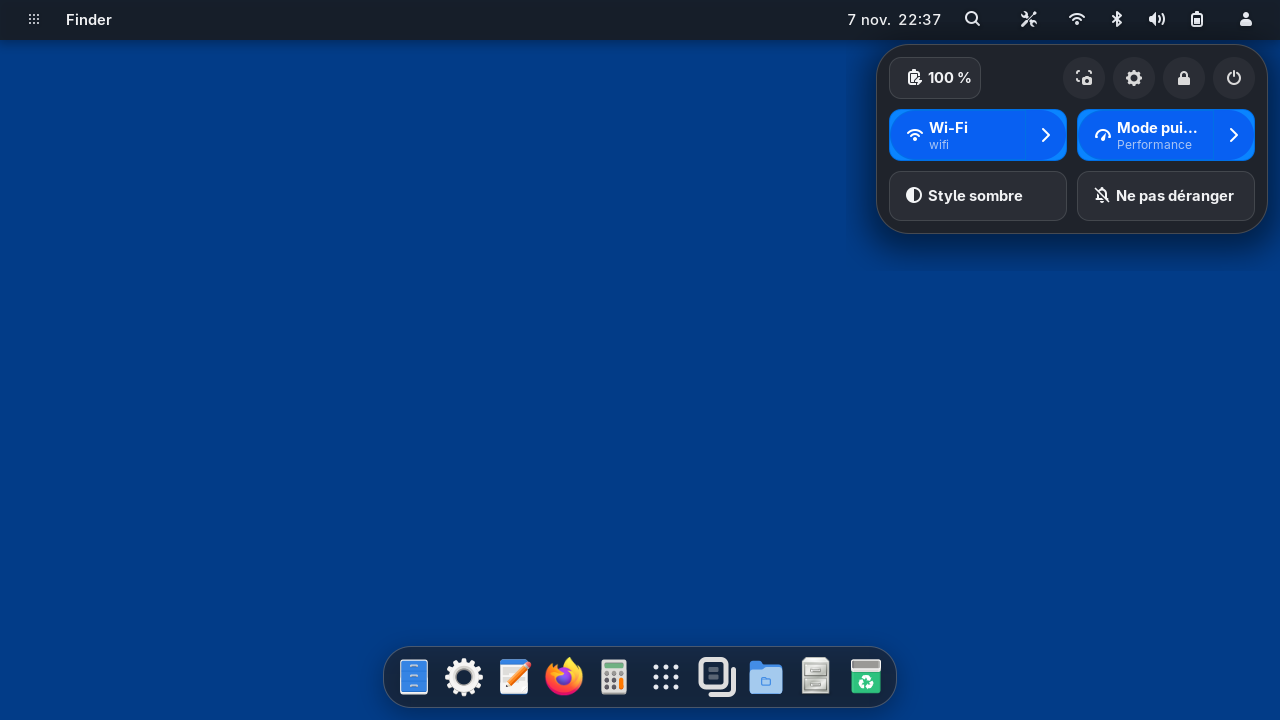 Finder
7 nov. 22:37
100 %
Wi-Fi
wifi
Mode pui...
Performance
Style sombre
Ne pas déranger